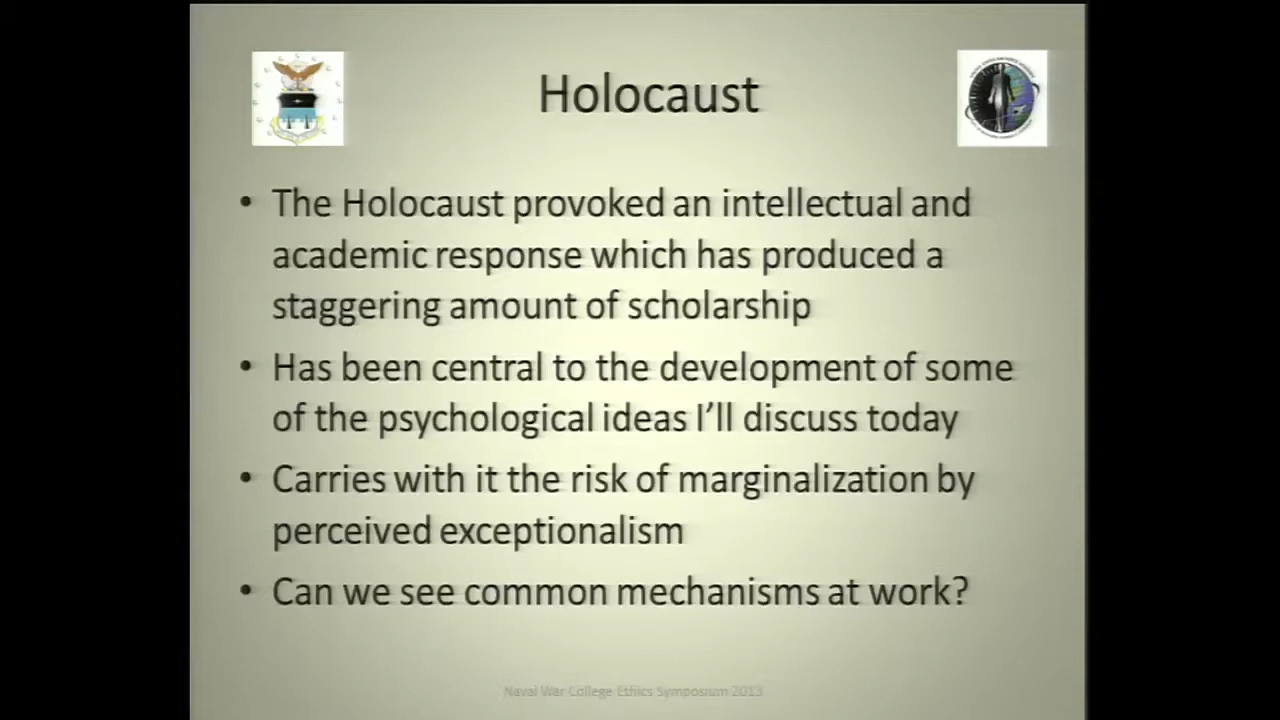 Holocaust
• The Holocaust provoked an intellectual and
academic response which has produced a
staggering amount of scholarship
• Has been central to the development of some
of the psychological ideas I'll discuss today
• Carries with it the risk of marginalization by
perceived exceptionalism
• Can we see common mechanisms at work?
Naval War College Ethics Symposium 2013